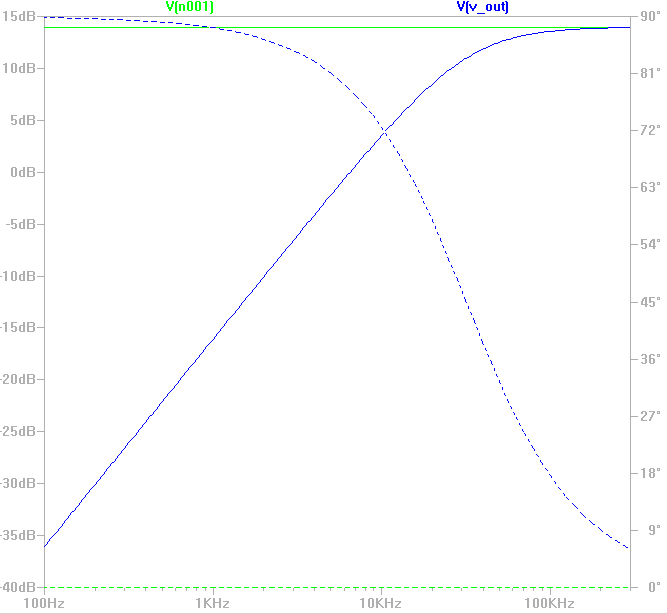 V(n001) V(v_out)
15dB 90°
10dB 81°
5dB 72°
0dB 63°
-5dB 54°
-10dB 45°
-15dB 36°
-20dB 27°
-25dB 18°
-30dB 9°
-35dB 0°
-40dB
100Hz 1KHz 10KHz 100KHz